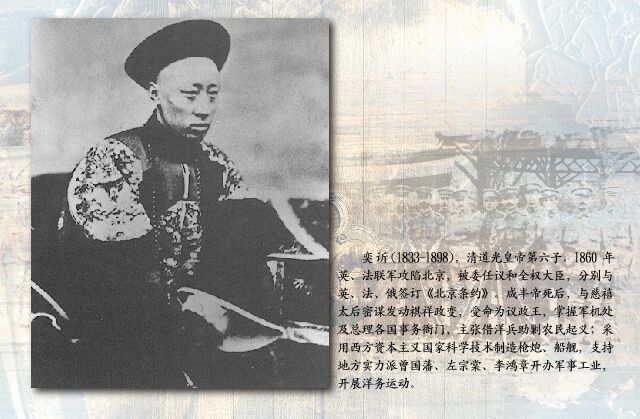 奕䜣(1833-1898)，清道光皇帝第六子。1860 年
英、法联军攻陷北京，被委任议和全权大臣，分别与
英、法、俄签订《北京条约》。咸丰帝死后，与慈禧
太后密谋发动祺祥政变，受命为议政王，掌握军机处
及总理各国事务衙门，主张借洋兵助剿农民起义；采
用西方资本主义国家科学技术制造枪炮、船舰，支持
地方实力派曾国藩、左宗棠、李鸿章开办军事工业，
开展洋务运动。